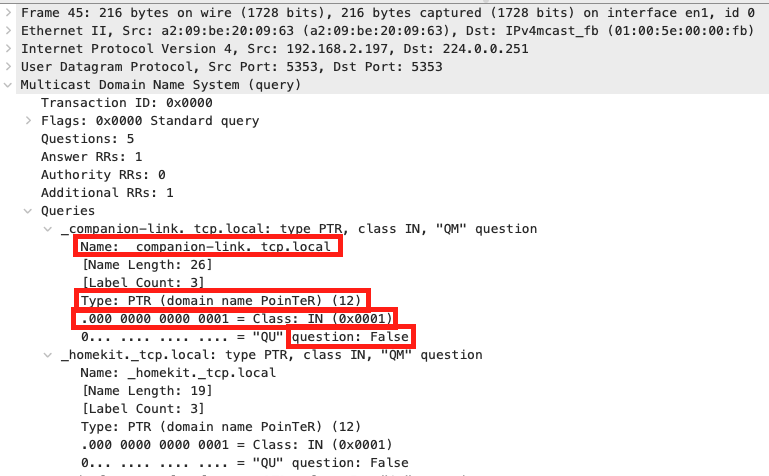 Frame 45: 216 bytes on wire (1728 bits), 216 bytes captured (1728 bits) on interface en1, id 0
Ethernet II, Src: a2:09:be:20:09:63 (a2:09:be:20:09:63), Dst: IPv4mcast_fb (01:00:5e:00:00:fb)
Internet Protocol Version 4, Src: 192.168.2.197, Dst: 224.0.0.251
User Datagram Protocol, Src Port: 5353, Dst Port: 5353
Multicast Domain Name System (query)
Transaction ID: 0x0000
Flags: 0x0000 Standard query
Questions: 5
Answer RRs: 1
Authority RRs: 0
Additional RRs: 1
Queries
_companion-link._tcp.local: type PTR, class IN, "QM" question
Name: _companion-link._tcp.local
[Name Length: 26]
[Label Count: 3]
Type: PTR (domain name PoinTeR) (12)
.000 0000 0000 0001 = Class: IN (0x0001)
0... .... .... .... = "QU" question: False
_homekit._tcp.local: type PTR, class IN, "QM" question
Name: _homekit._tcp.local
[Name Length: 19]
[Label Count: 3]
Type: PTR (domain name PoinTeR) (12)
.000 0000 0000 0001 = Class: IN (0x0001)
0... .... .... .... = "QU" question: False